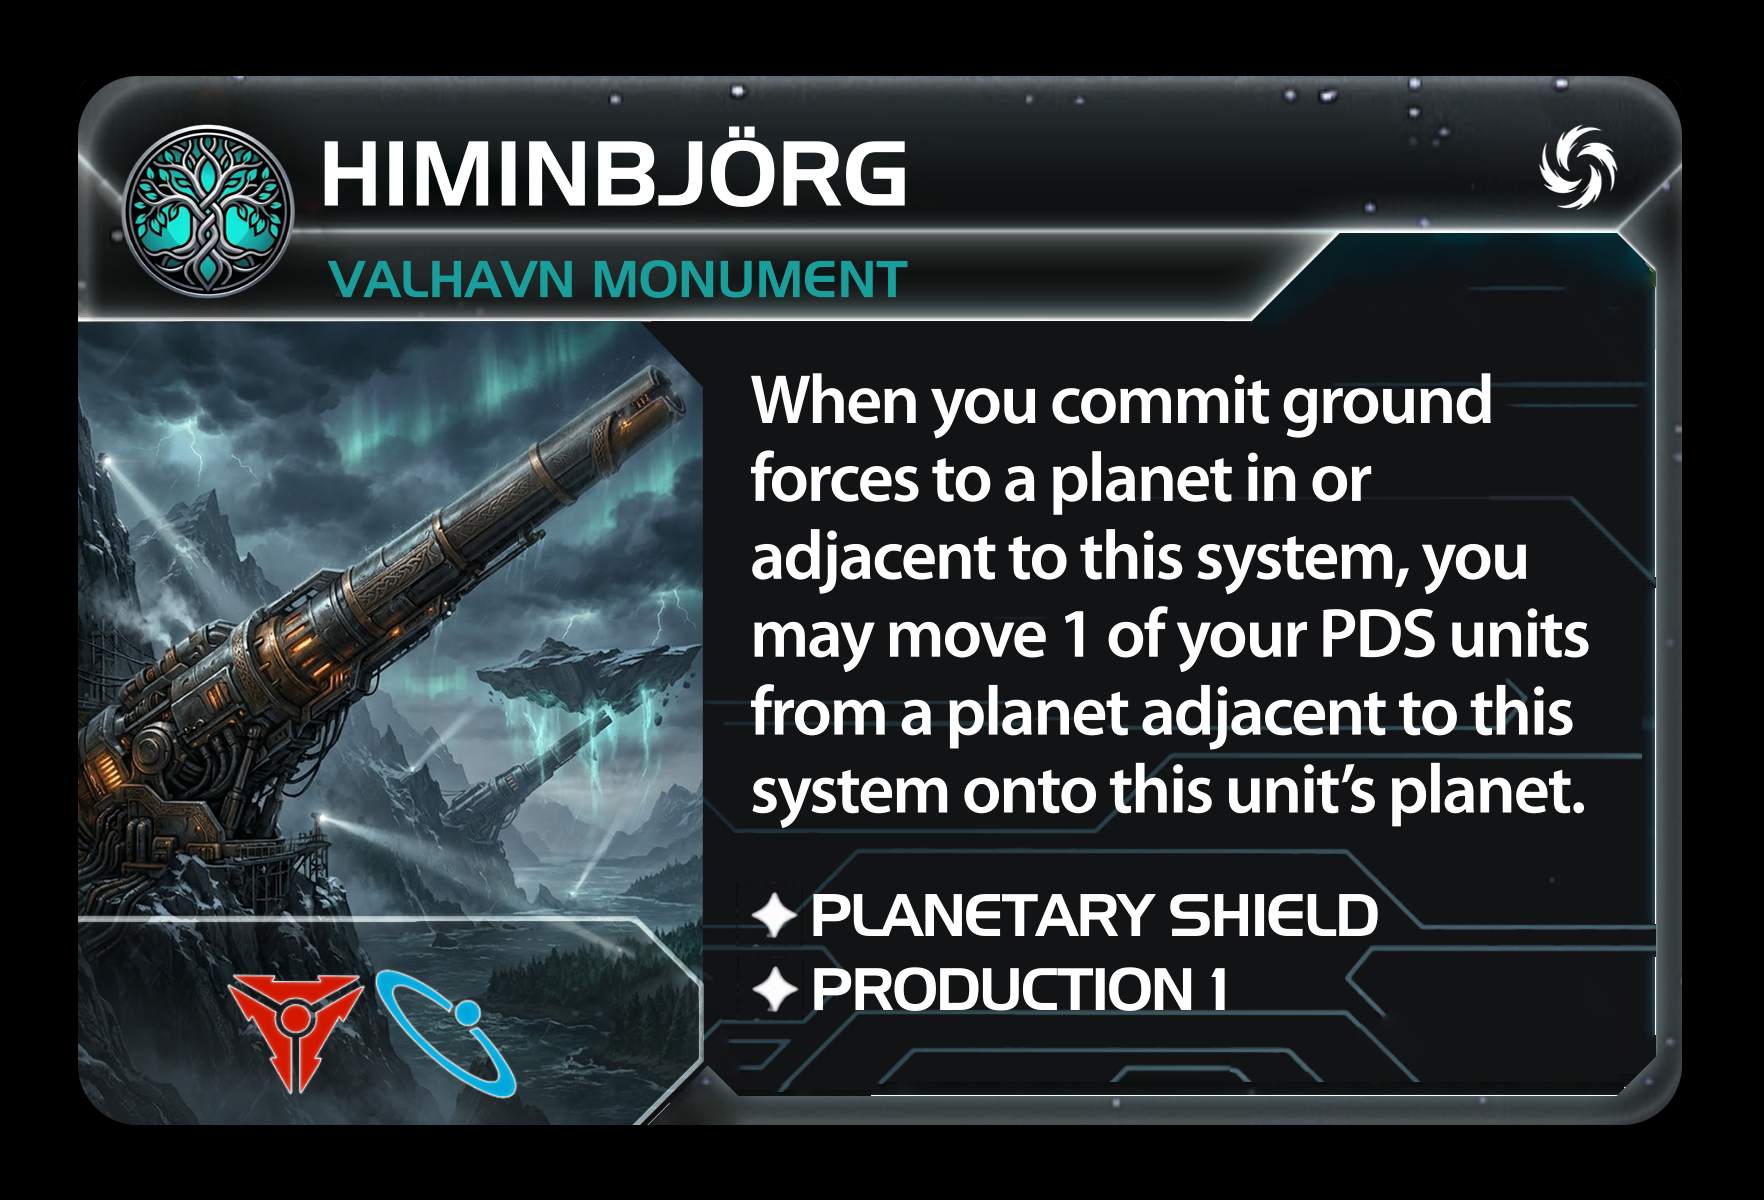 HIMINBJÖRG
VALHAVN MONUMENT
When you commit ground
forces to a planet in or
adjacent to this system, you
may move 1 of your PDS units
from a planet adjacent to this
system onto this unit’s planet.
PLANETARY SHIELD
PRODUCTION 1